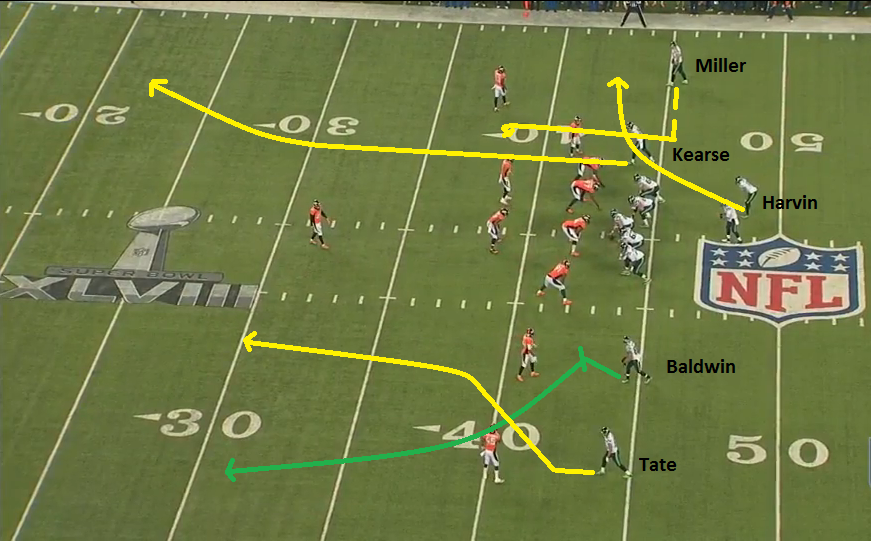 Miller
20
30
40
50
Kearse
Harvin
SUPER BOWL
XLVIII
NFL
Baldwin
30
40
50
Tate